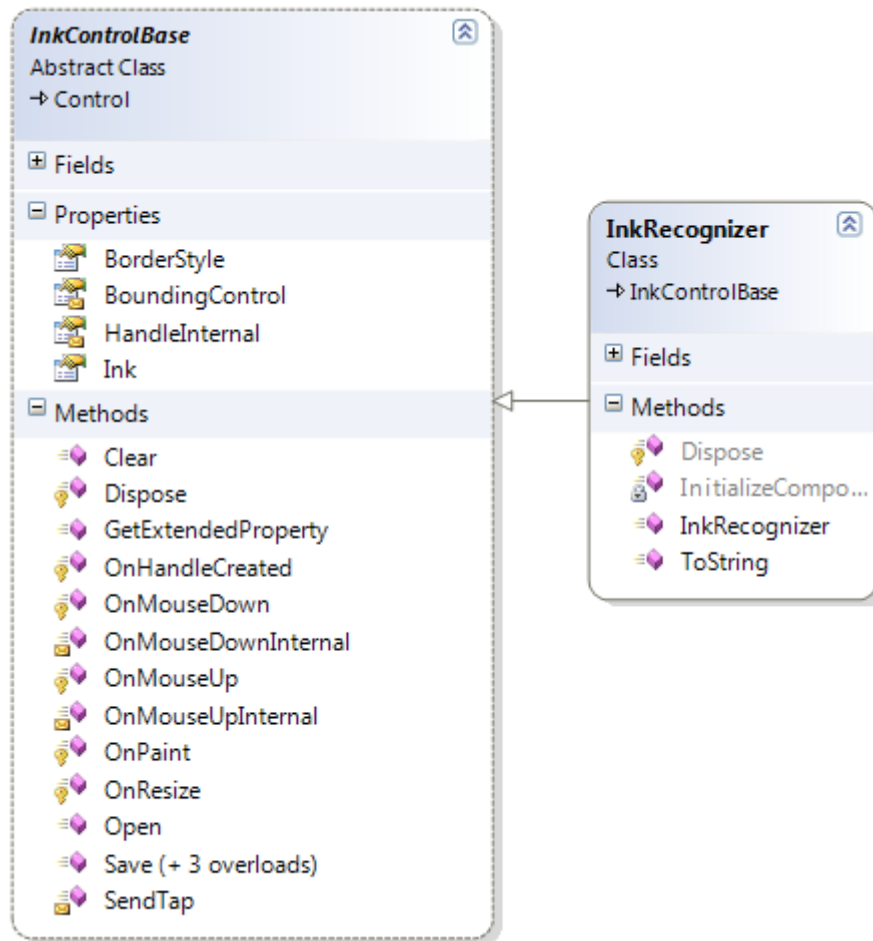 InkControlBase
Abstract Class
Control
Fields
Properties
BorderStyle
BoundingControl
HandleInternal
Ink
Methods
Clear
Dispose
GetExtendedProperty
OnHandleCreated
OnMouseDown
OnMouseDownInternal
OnMouseUp
OnMouseUpInternal
OnPaint
OnResize
Open
Save (+ 3 overloads)
SendTap
InkRecognizer
Class
InkControlBase
Fields
Methods
Dispose
InitializeCompo...
InkRecognizer
ToString